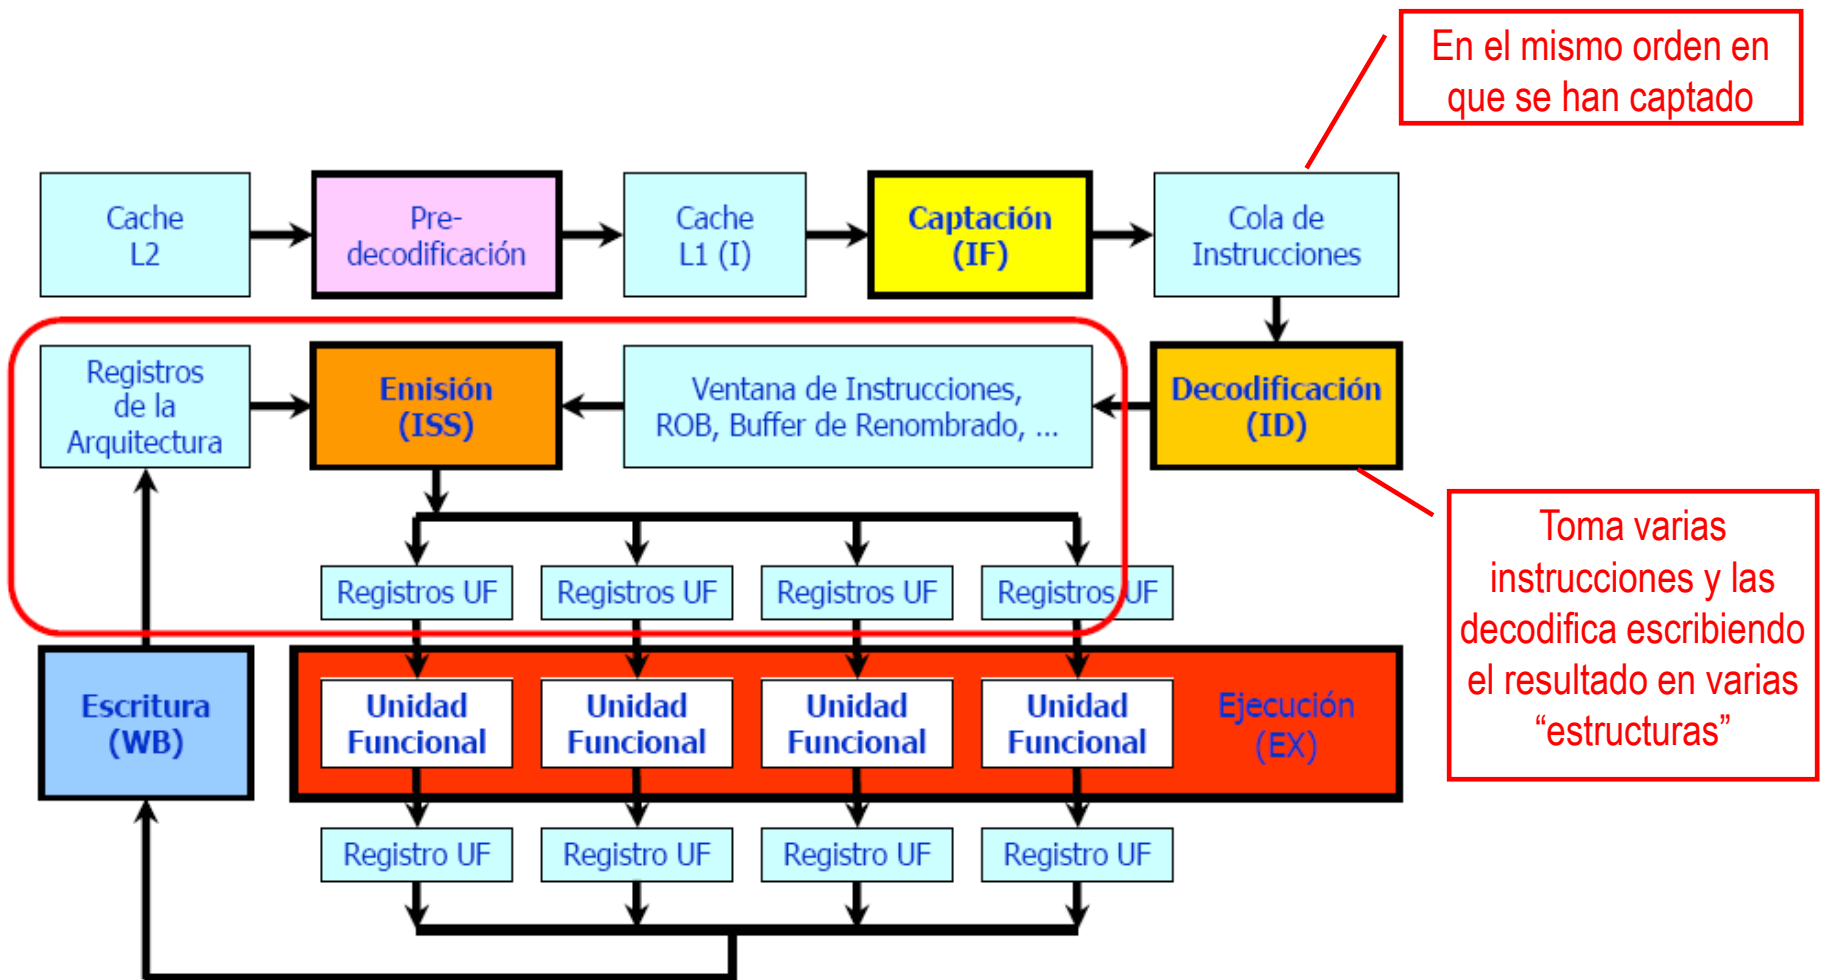 En el mismo orden en
que se han captado
Cache
L2
Pre-
decodificación
Cache
L1 (I)
Captación
(IF)
Cola de
Instrucciones
Registros
de la
Arquitectura
Emisión
(ISS)
Ventana de Instrucciones,
ROB, Buffer de Renombrado, ...
Decodificación
(ID)
Toma varias
instrucciones y las
decodifica escribiendo
el resultado en varias
“estructuras”
Registros UF
Registros UF
Registros UF
Registros UF
Escritura
(WB)
Unidad
Funcional
Unidad
Funcional
Unidad
Funcional
Unidad
Funcional
Ejecución
(EX)
Registro UF
Registro UF
Registro UF
Registro UF